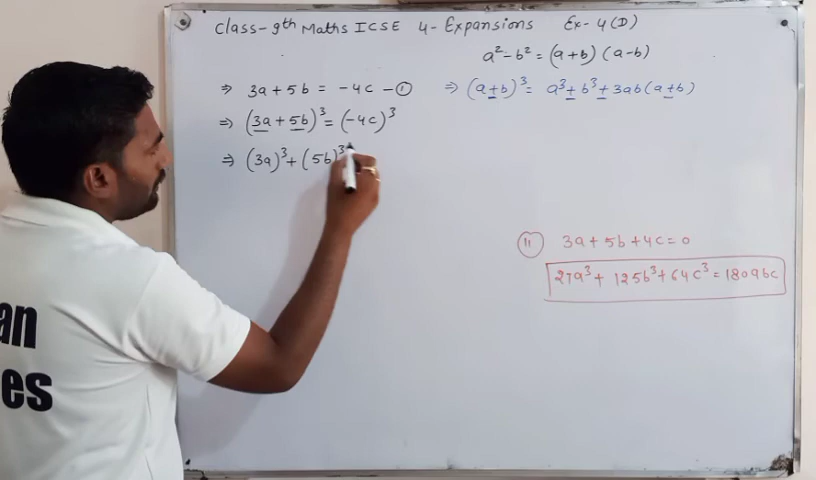 Class-9th Maths ICSE 4-Expansions Ex-4(D)
a²-b² = (a+b) (a-b)
⇒ 3a+5b = -4c -①
⇒ (a+b)³ = a³+b³+3ab(a+b)
⇒ (3a+5b)³ = (-4c)³
⇒ (3a)³+(5b)³
(11) 3a+5b+4c=0
27a³+ 125b³+64c³=180abc
an
es